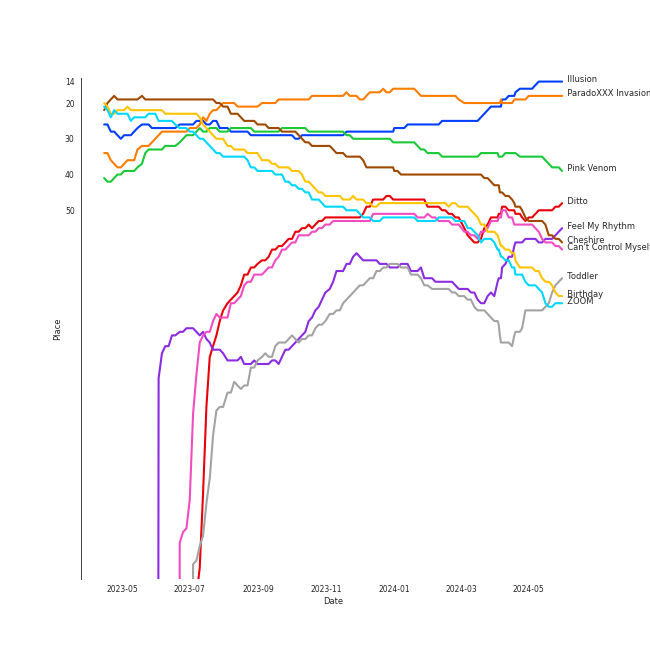 14
20
30
40
50
Place
Illusion
ParadoXXX Invasion
Pink Venom
Ditto
Feel My Rhythm
Cheshire
Can't Control Myself
Toddler
Birthday
ZOOM
2023-05
2023-07
2023-09
2023-11
2024-01
2024-03
2024-05
Date